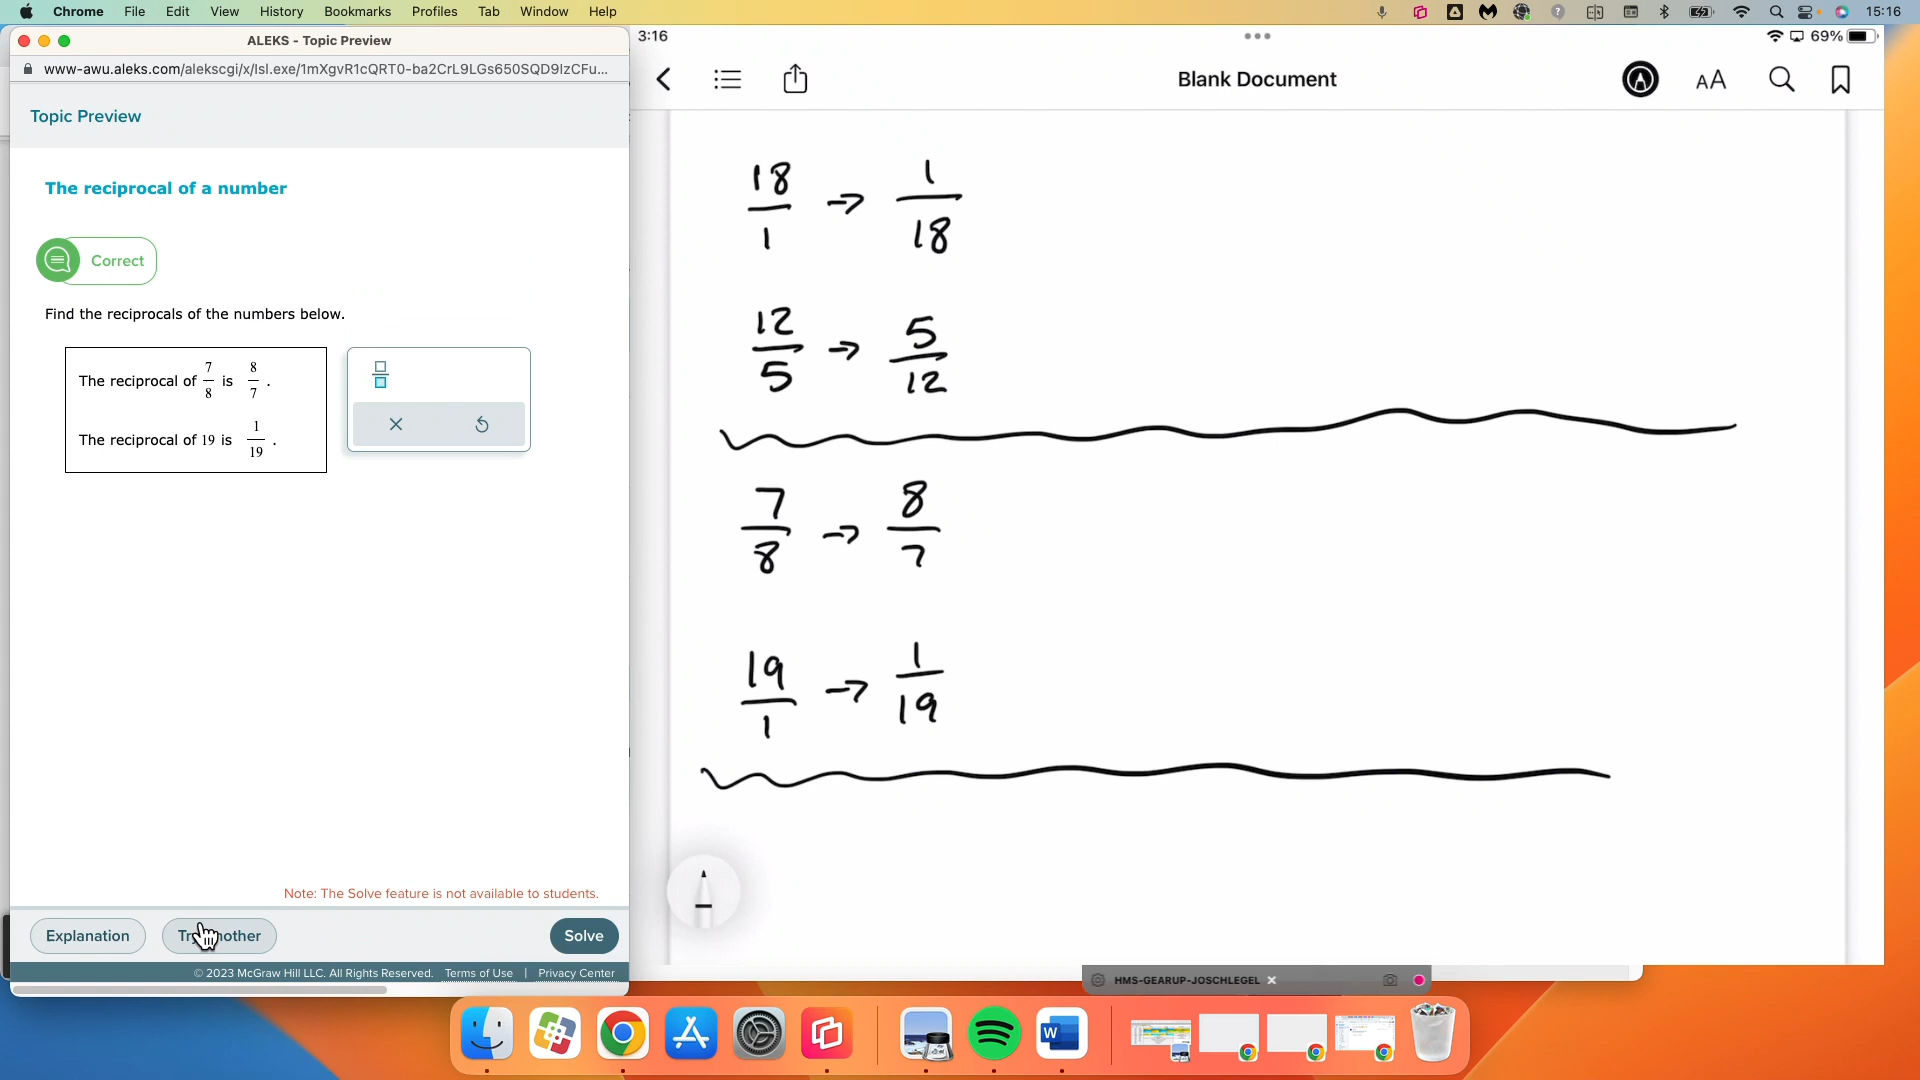 Chrome File Edit View History Bookmarks Profiles Tab Window Help 15:16
ALEKS - Topic Preview
www-awu.aleks.com/alekscgi/x/Isl.exe/1mXgvR1cQRT0-ba2CrL9LGs650SQD9IzCFu...
Topic Preview
The reciprocal of a number
Correct
Find the reciprocals of the numbers below.
The reciprocal of 7/8 is 8/7 .
The reciprocal of 19 is 1/19 .
Note: The Solve feature is not available to students.
Explanation Try Another Solve
© 2023 McGraw Hill LLC. All Rights Reserved. Terms of Use | Privacy Center
3:16 69%
Blank Document AA
18/1 → 1/18
12/5 → 5/12
7/8 → 8/7
19/1 → 1/19
HMS-GEARUP-JOSCHLEGEL
W